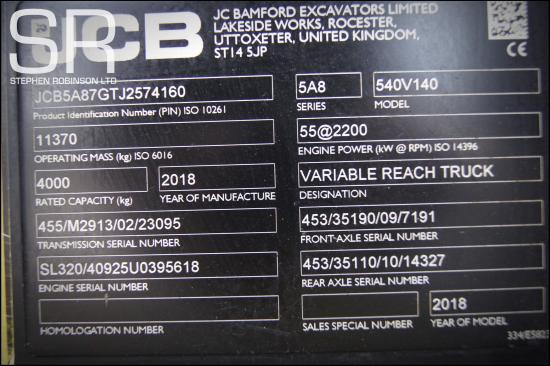 SR
STEPHEN ROBINSON LTD
JCB
JC BAMFORD EXCAVATORS LIMITED
LAKESIDE WORKS, ROCESTER,
UTTOXETER, UNITED KINGDOM,
ST14 5JP
JCB5A87GTJ2574160
Product Identification Number (PIN) ISO 10261
5A8
SERIES
540V140
MODEL
11370
OPERATING MASS (kg) ISO 6016
55@2200
ENGINE POWER (kW @ RPM) ISO 14396
4000
RATED CAPACITY (kg)
2018
YEAR OF MANUFACTURE
VARIABLE REACH TRUCK
DESIGNATION
455/M2913/02/23095
TRANSMISSION SERIAL NUMBER
453/35190/09/7191
FRONT-AXLE SERIAL NUMBER
SL320/40925U0395618
ENGINE SERIAL NUMBER
453/35110/10/14327
REAR AXLE SERIAL NUMBER
HOMOLOGATION NUMBER
SALES SPECIAL NUMBER
2018
YEAR OF MODEL